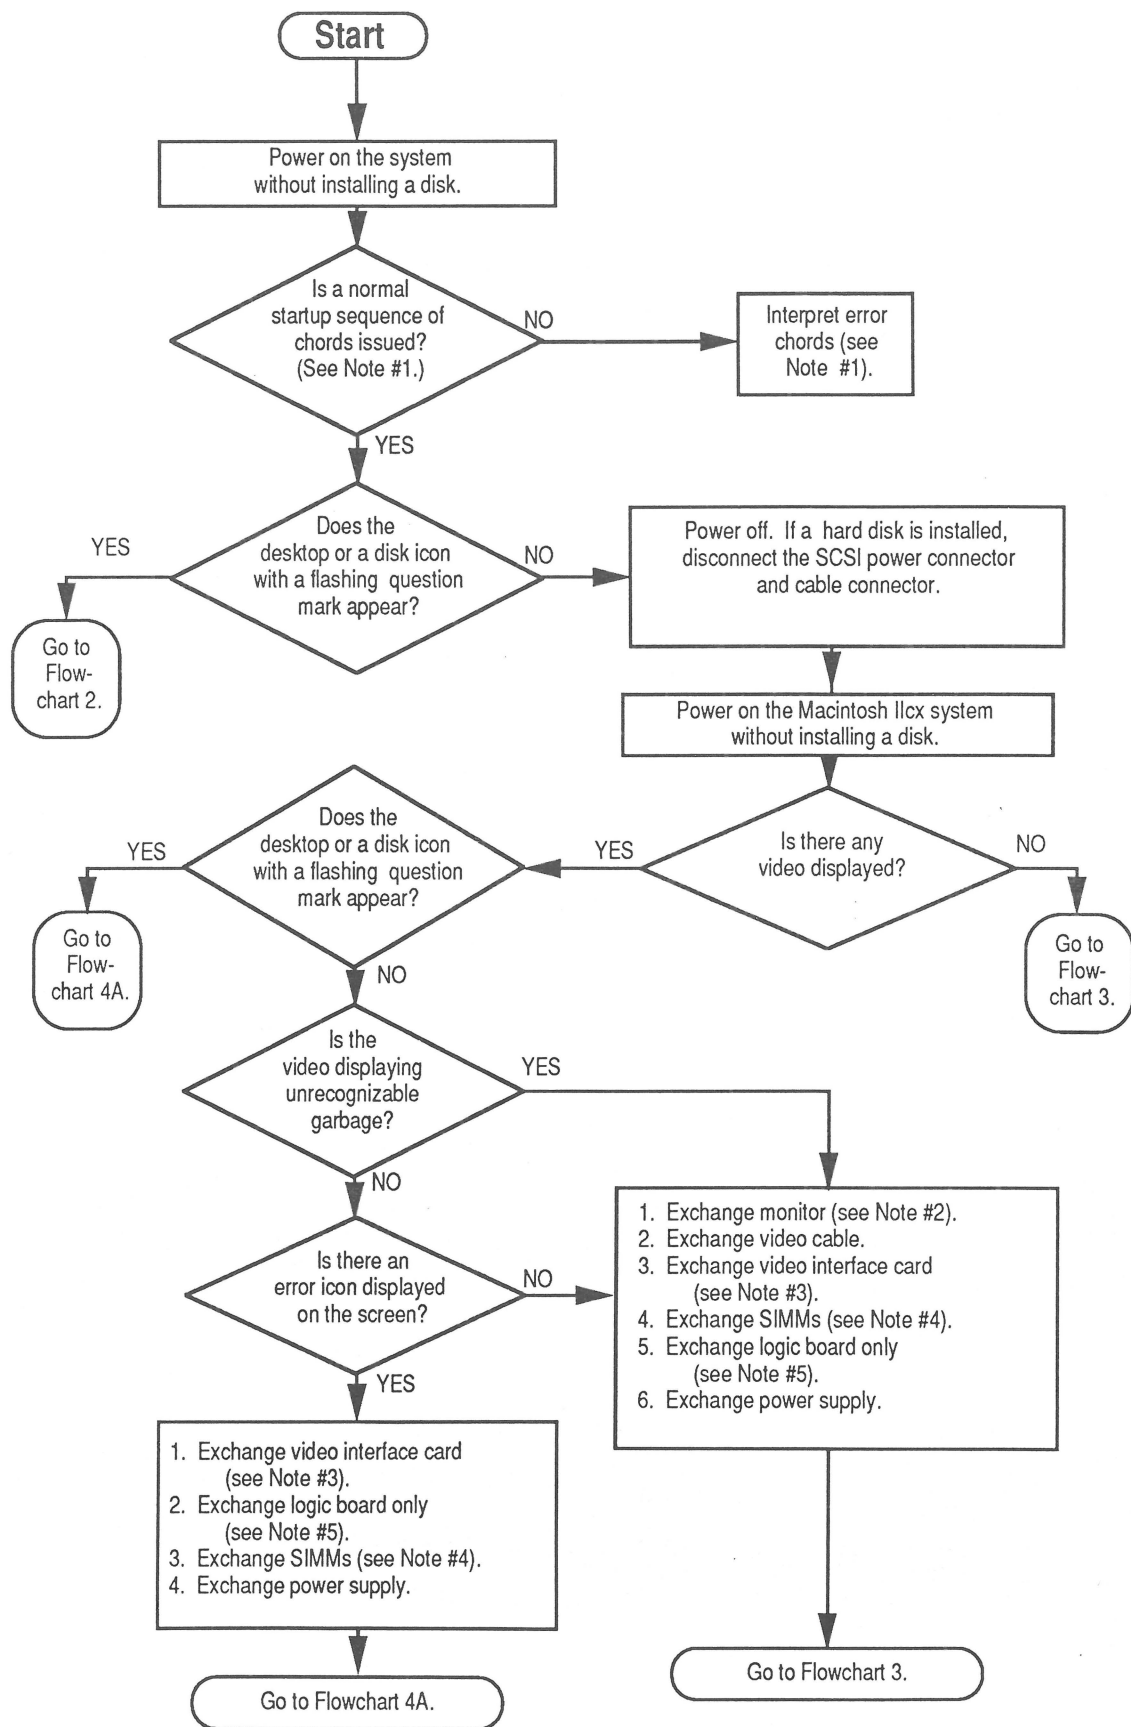 Start
Power on the system
without installing a disk.
Is a normal
startup sequence of
chords issued?
(See Note #1.)
NO
Interpret error
chords (see
Note #1).
YES
Does the
desktop or a disk icon
with a flashing question
mark appear?
YES
NO
Go to
Flow-
chart 2.
Power off. If a hard disk is installed,
disconnect the SCSI power connector
and cable connector.
Power on the Macintosh IIcx system
without installing a disk.
Is there any
video displayed?
YES
NO
Go to
Flow-
chart 3.
Does the
desktop or a disk icon
with a flashing question
mark appear?
YES
Go to
Flow-
chart 4A.
NO
Is the
video displaying
unrecognizable
garbage?
YES
NO
Is there an
error icon displayed
on the screen?
NO
YES
1. Exchange monitor (see Note #2).
2. Exchange video cable.
3. Exchange video interface card
(see Note #3).
4. Exchange SIMMs (see Note #4).
5. Exchange logic board only
(see Note #5).
6. Exchange power supply.
1. Exchange video interface card
(see Note #3).
2. Exchange logic board only
(see Note #5).
3. Exchange SIMMs (see Note #4).
4. Exchange power supply.
Go to Flowchart 4A.
Go to Flowchart 3.